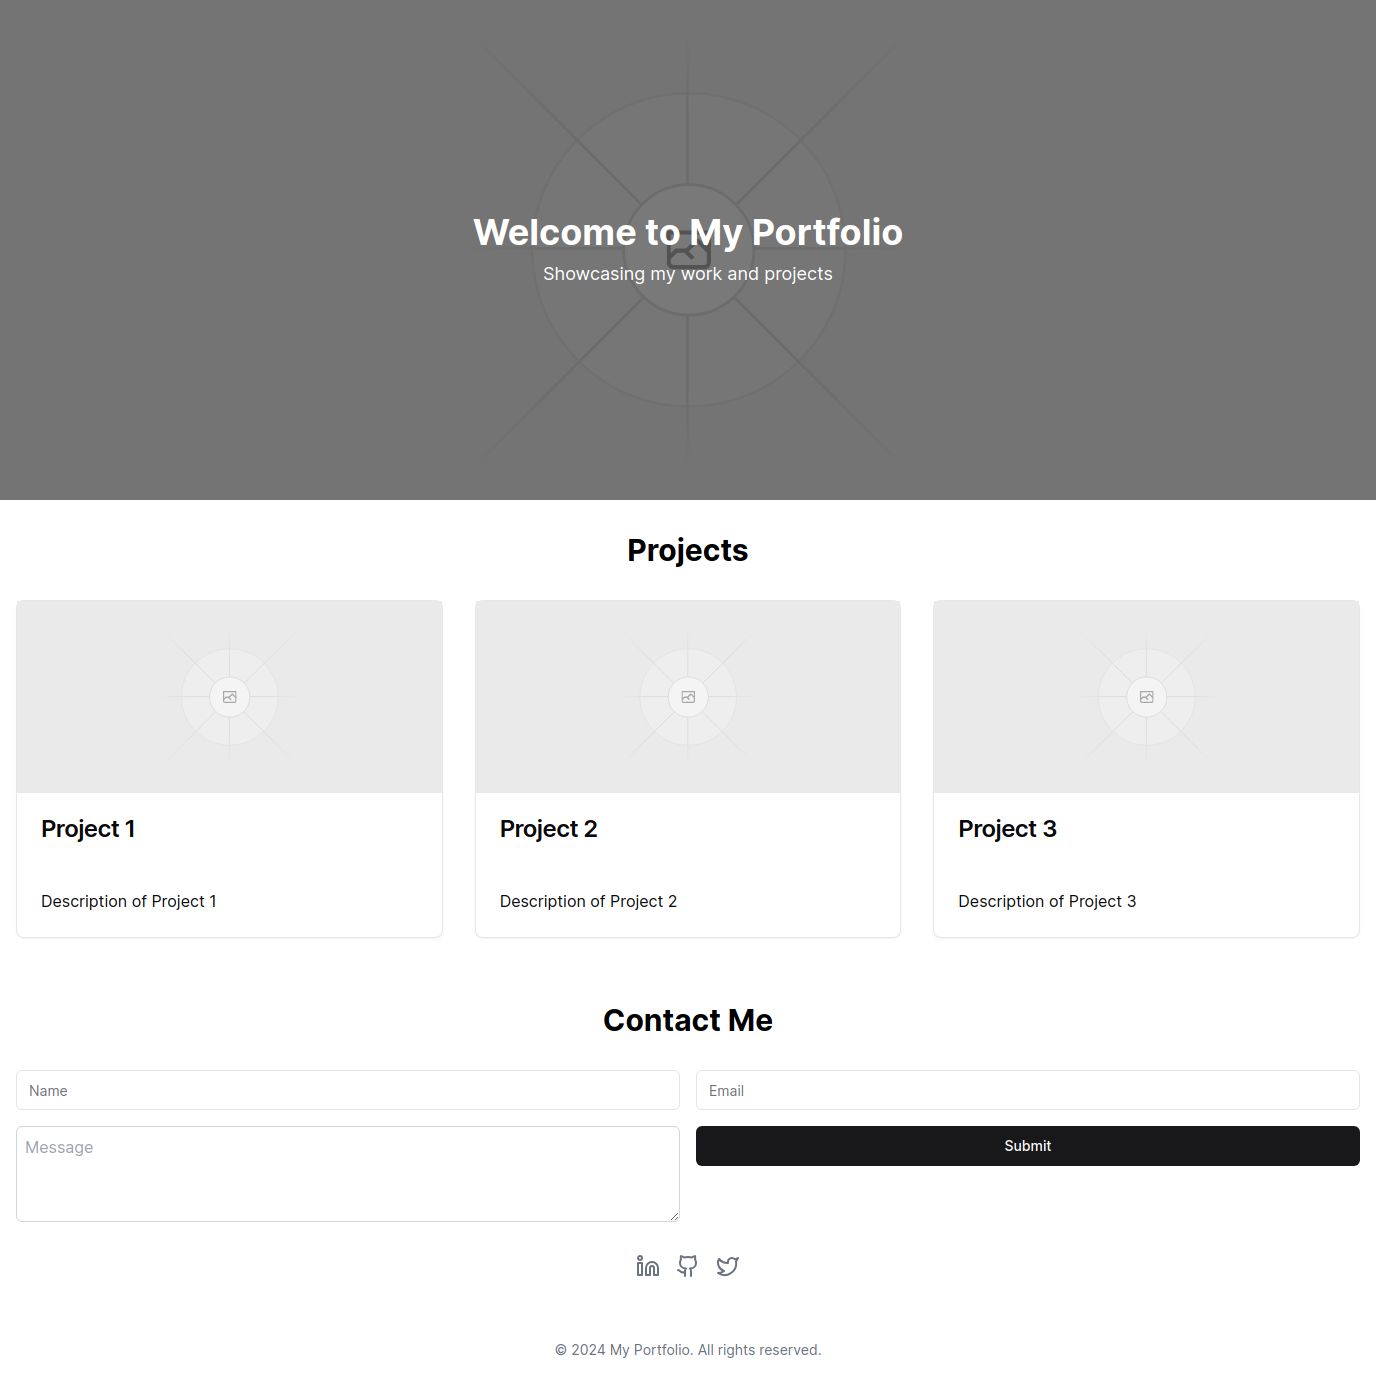 Welcome to My Portfolio
Showcasing my work and projects
Projects
Project 1
Description of Project 1
Project 2
Description of Project 2
Project 3
Description of Project 3
Contact Me
Name
Email
Message
Submit
© 2024 My Portfolio. All rights reserved.